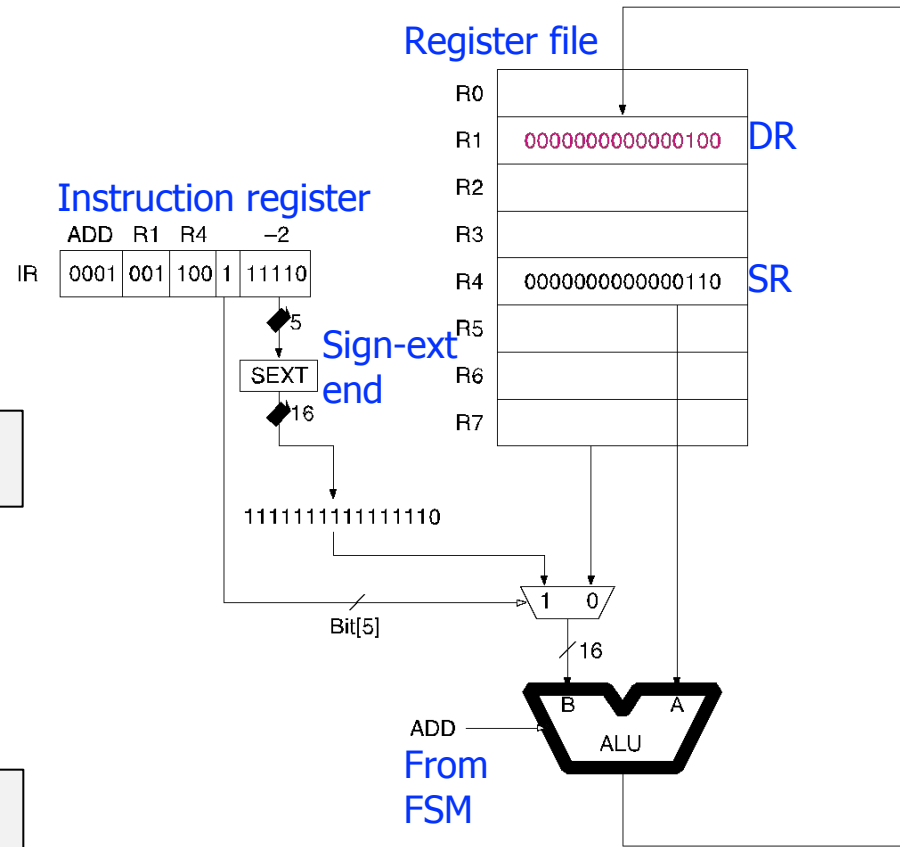 Register file
R0
R1 0000000000000100 DR
R2
Instruction register
ADD R1 R4 –2
R3
IR 0001 001 100 1 11110
R4 0000000000000110 SR
5
R5
Sign-ext
end
SEXT
R6
16
R7
1111111111111110
1 0
Bit[5]
16
B A
ADD
ALU
From
FSM